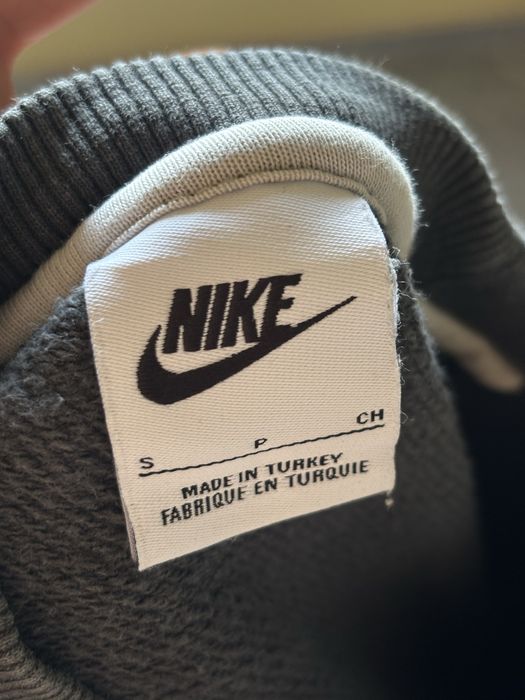 NIKE
S P CH
MADE IN TURKEY
FABRIQUE EN TURQUIE